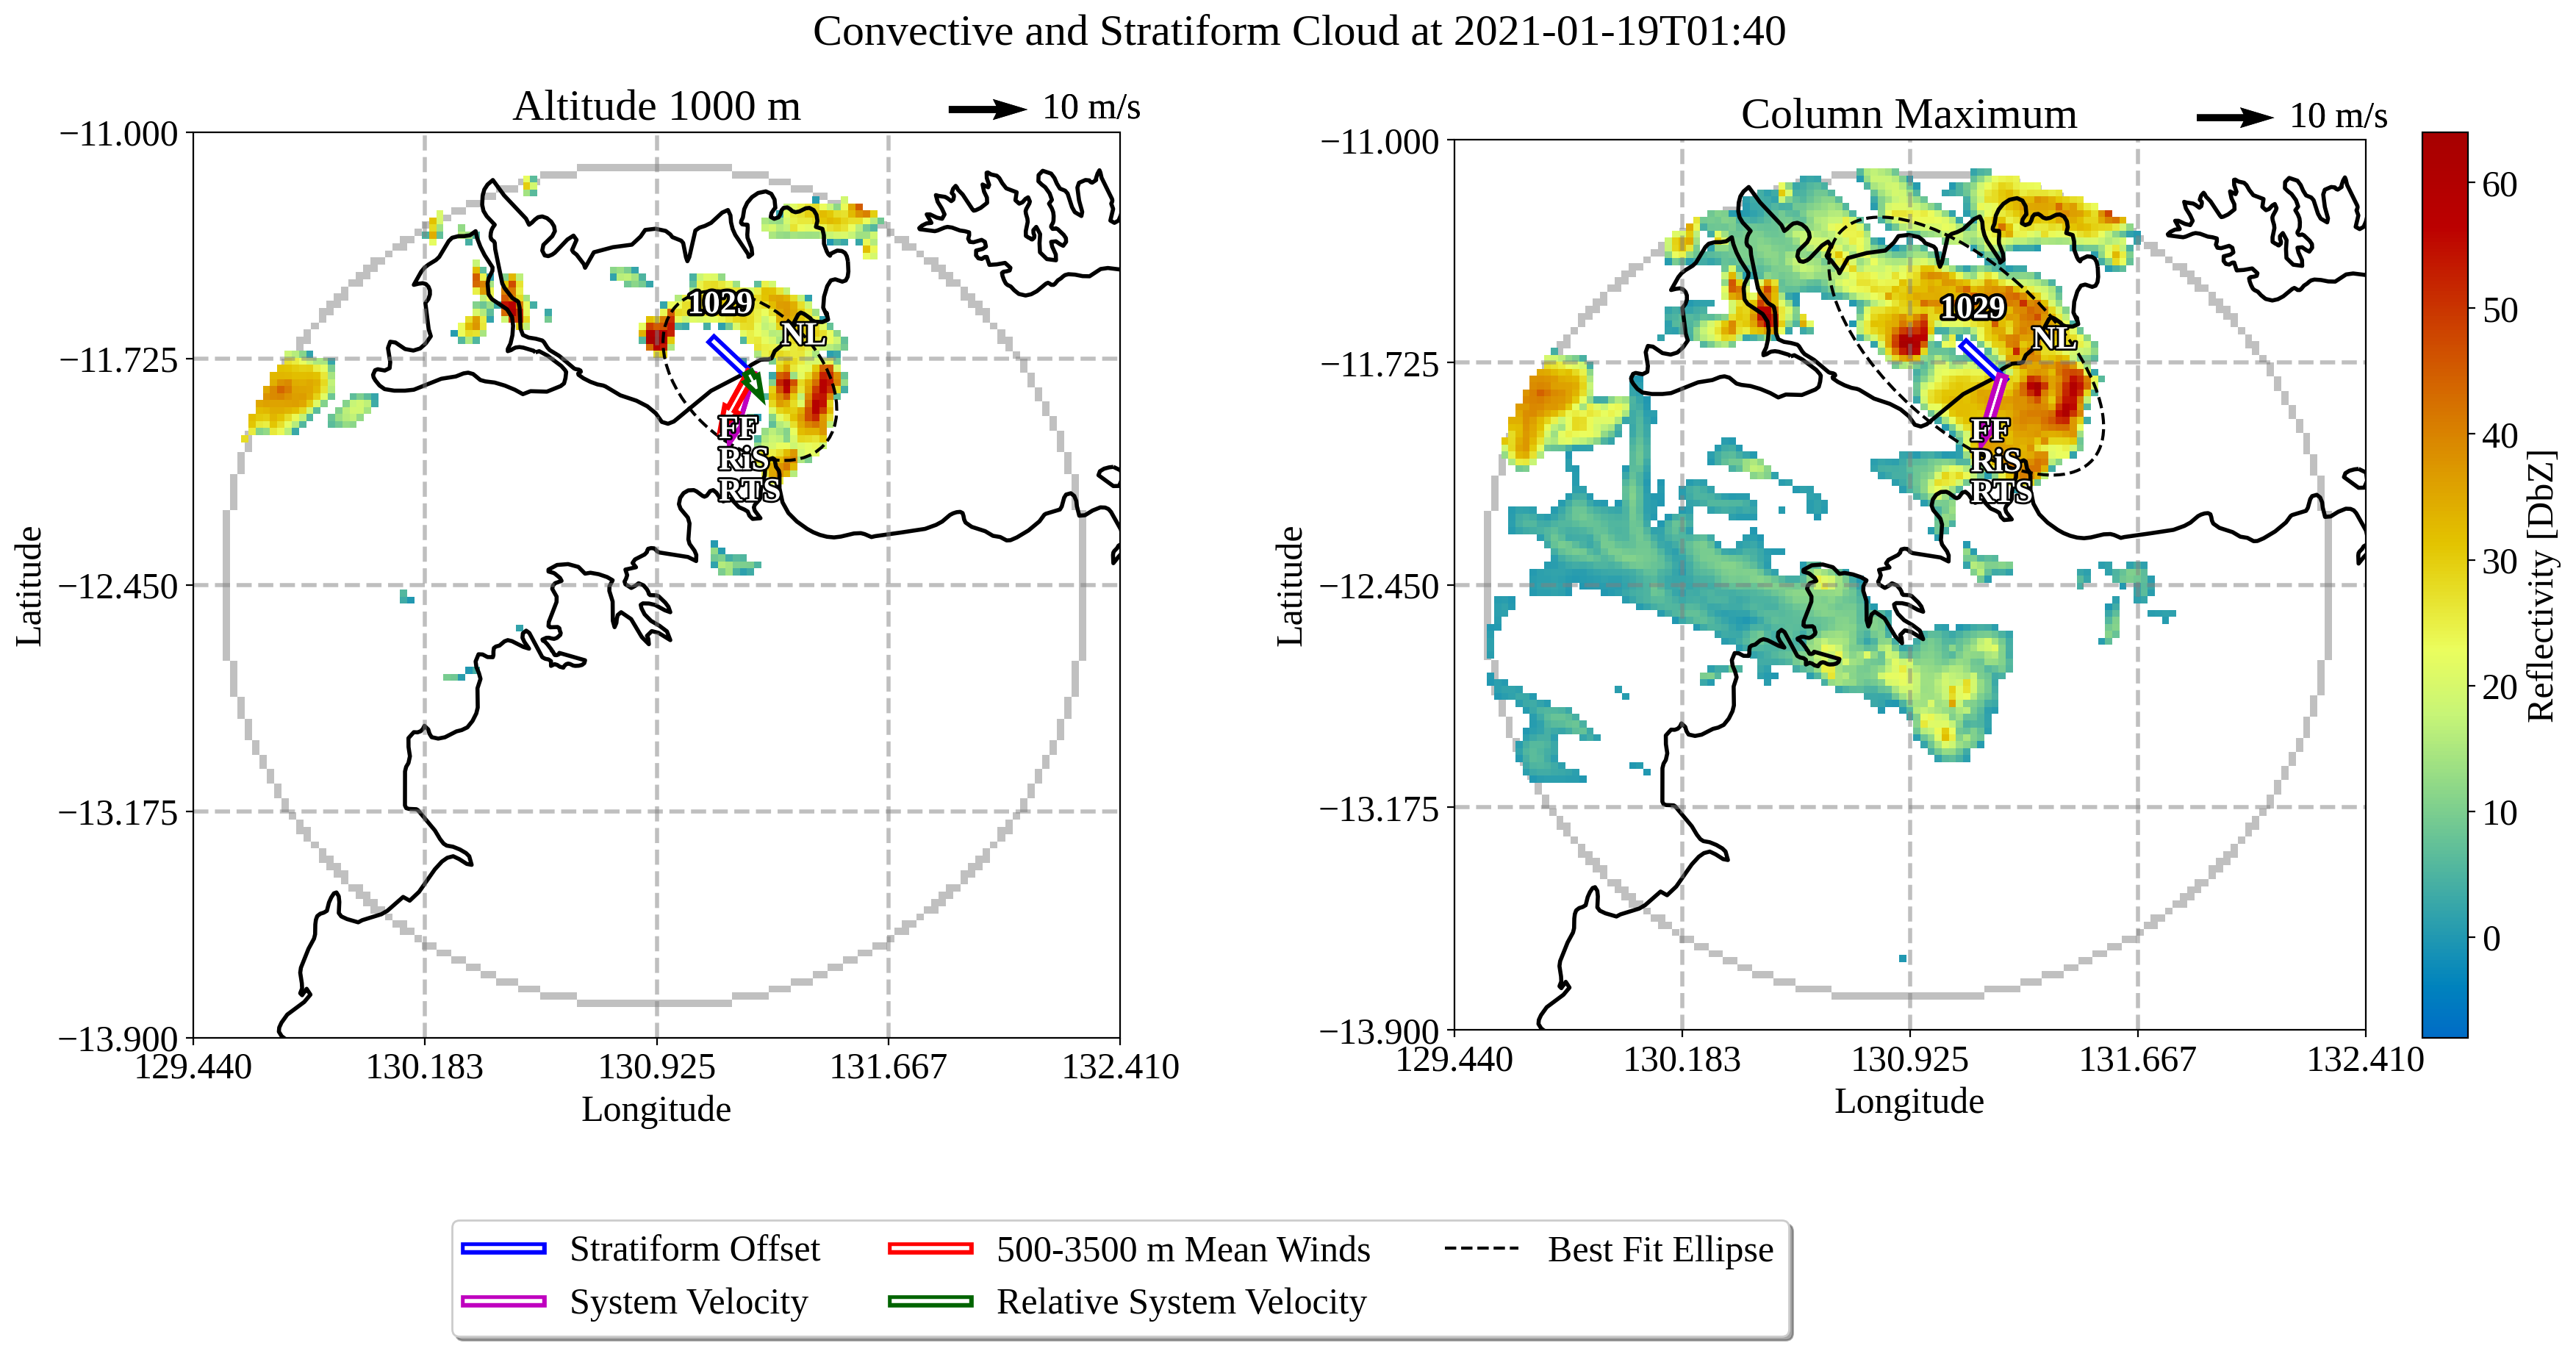 Convective and Stratiform Cloud at 2021-01-19T01:40
Altitude 1000 m
10 m/s
−11.000
−11.725
−12.450
−13.175
−13.900
Latitude
129.440
130.183
130.925
131.667
132.410
Longitude
1029
NL
FF
RiS
RTS
Column Maximum
10 m/s
−11.000
−11.725
−12.450
−13.175
−13.900
Latitude
129.440
130.183
130.925
131.667
132.410
Longitude
1029
NL
FF
RiS
RTS
60
50
40
30
20
10
0
Reflectivity [DbZ]
Stratiform Offset
System Velocity
500-3500 m Mean Winds
Relative System Velocity
Best Fit Ellipse